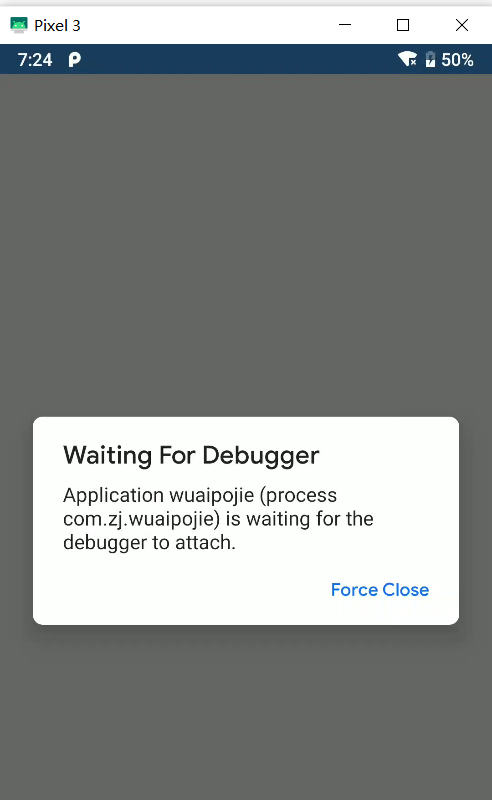 Pixel 3
7:24
50%
Waiting For Debugger
Application wuaipojie (process
com.zj.wuaipojie) is waiting for the
debugger to attach.
Force Close